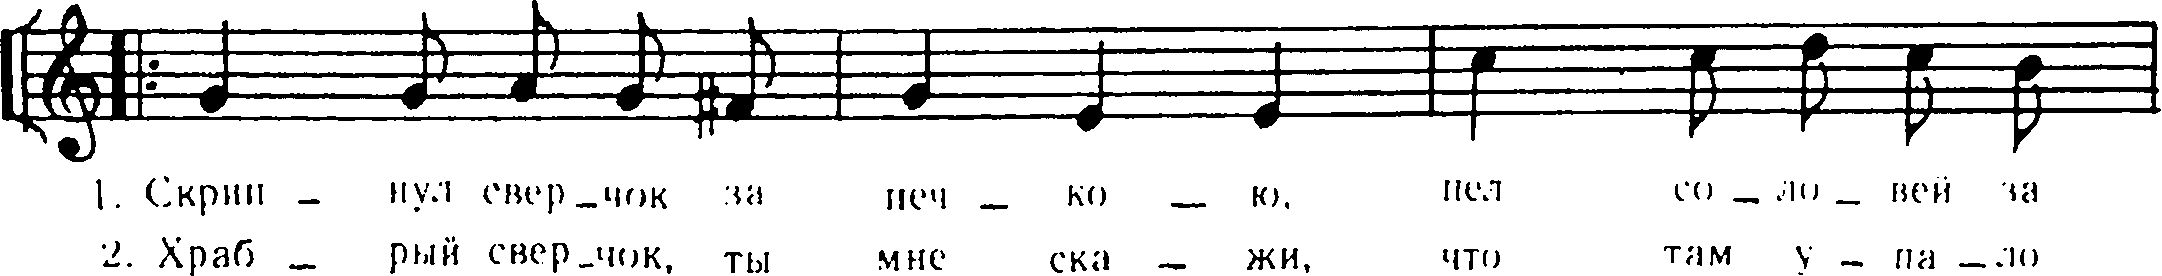 1. Скрип - нул свер-чок за печ - ко - ю, пел со-ло-вей за
2. Храб - рый свер-чок, ты мне ска - жи, что там у-па-ло